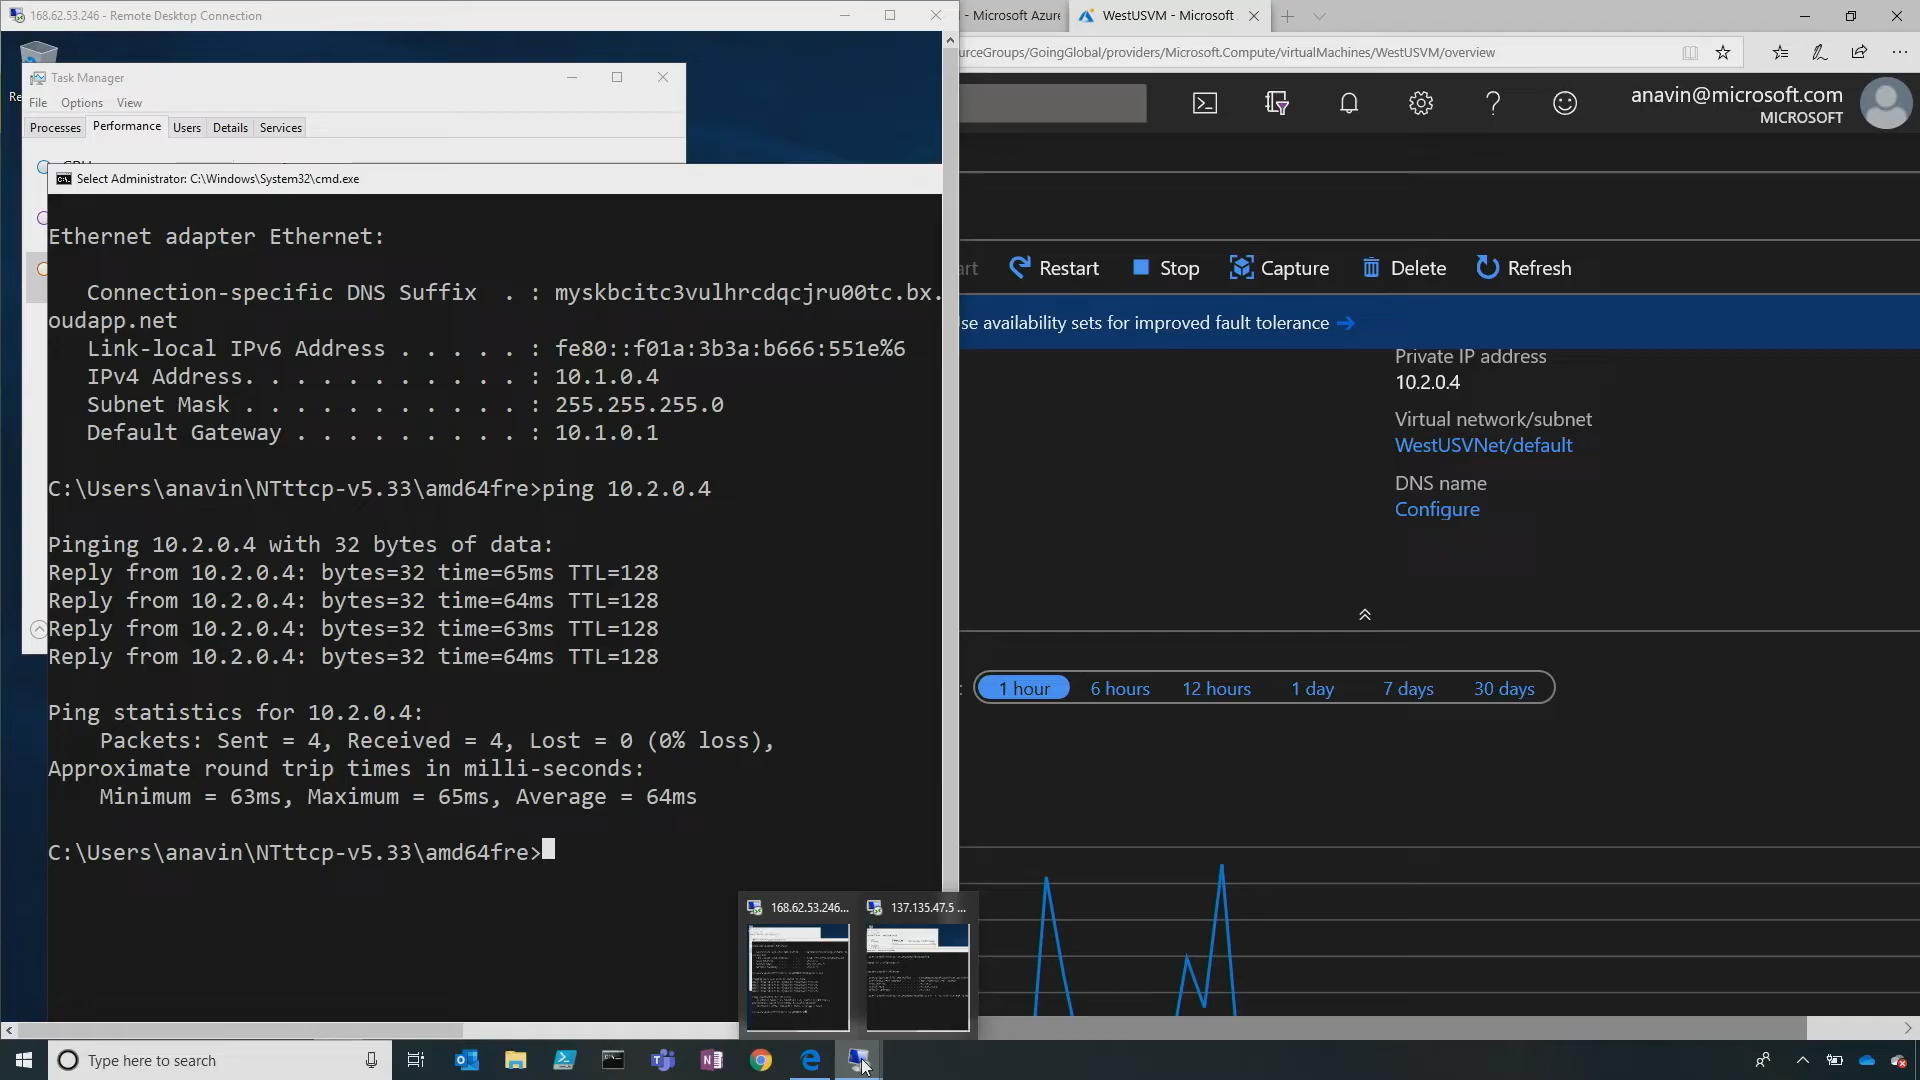 168.62.53.246 - Remote Desktop Connection
- Microsoft Azure
WestUSVM - Microsoft
urceGroups/GoingGlobal/providers/Microsoft.Compute/virtualMachines/WestUSVM/overview
Task Manager
Re
File Options View
Processes Performance Users Details Services
CPU
anavin@microsoft.com
MICROSOFT
Select Administrator: C:\Windows\System32\cmd.exe
Ethernet adapter Ethernet:
Connection-specific DNS Suffix . : myskbcitc3vulhrcdqcjru00tc.bx.
oudapp.net
Link-local IPv6 Address . . . . . : fe80::f01a:3b3a:b666:551e%6
IPv4 Address. . . . . . . . . . . : 10.1.0.4
Subnet Mask . . . . . . . . . . . : 255.255.255.0
Default Gateway . . . . . . . . . : 10.1.0.1
C:\Users\anavin\NTttcp-v5.33\amd64fre>ping 10.2.0.4
Pinging 10.2.0.4 with 32 bytes of data:
Reply from 10.2.0.4: bytes=32 time=65ms TTL=128
Reply from 10.2.0.4: bytes=32 time=64ms TTL=128
Reply from 10.2.0.4: bytes=32 time=63ms TTL=128
Reply from 10.2.0.4: bytes=32 time=64ms TTL=128
Ping statistics for 10.2.0.4:
Packets: Sent = 4, Received = 4, Lost = 0 (0% loss),
Approximate round trip times in milli-seconds:
Minimum = 63ms, Maximum = 65ms, Average = 64ms
C:\Users\anavin\NTttcp-v5.33\amd64fre>
art Restart Stop Capture Delete Refresh
se availability sets for improved fault tolerance
Private IP address
10.2.0.4
Virtual network/subnet
WestUSVNet/default
DNS name
Configure
: 1 hour 6 hours 12 hours 1 day 7 days 30 days
168.62.53.246... 137.135.47.5 ...
Type here to search